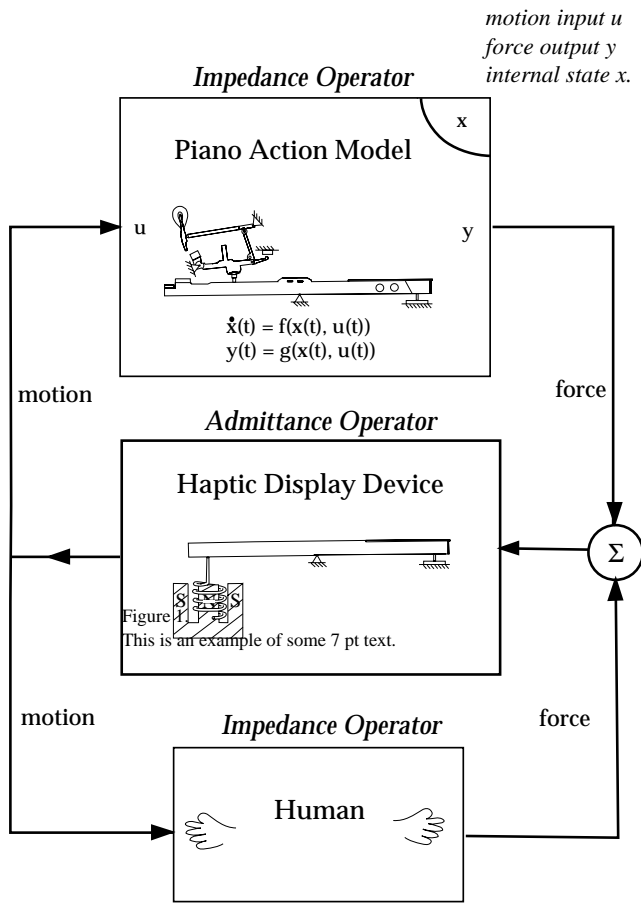 motion input u
force output y
internal state x.
Impedance Operator
x
Piano Action Model
u
y
ẋ(t) = f(x(t), u(t))
y(t) = g(x(t), u(t))
motion
force
Admittance Operator
Haptic Display Device
Σ
S N S
Figure 1.
This is an example of some 7 pt text.
motion
force
Impedance Operator
Human